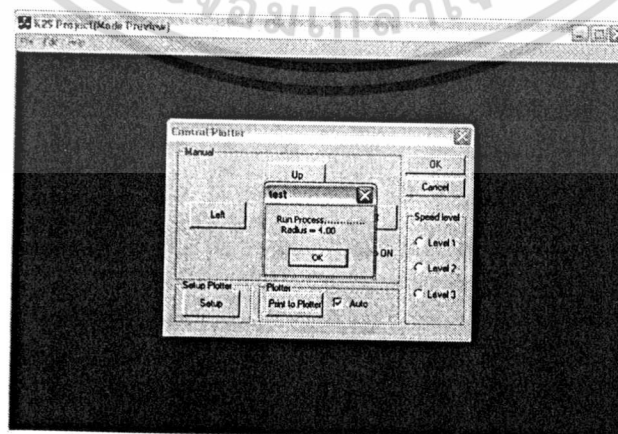 K2S Project[Mode Preview]
Control Plotter
Manual
Up
OK
Cancel
Left
test
Run Process..............
Radius = 4.00
OK
ON
Speed level
Level 1
Level 2
Level 3
Setup Plotter
Setup
Plotter
Print to Plotter
Auto